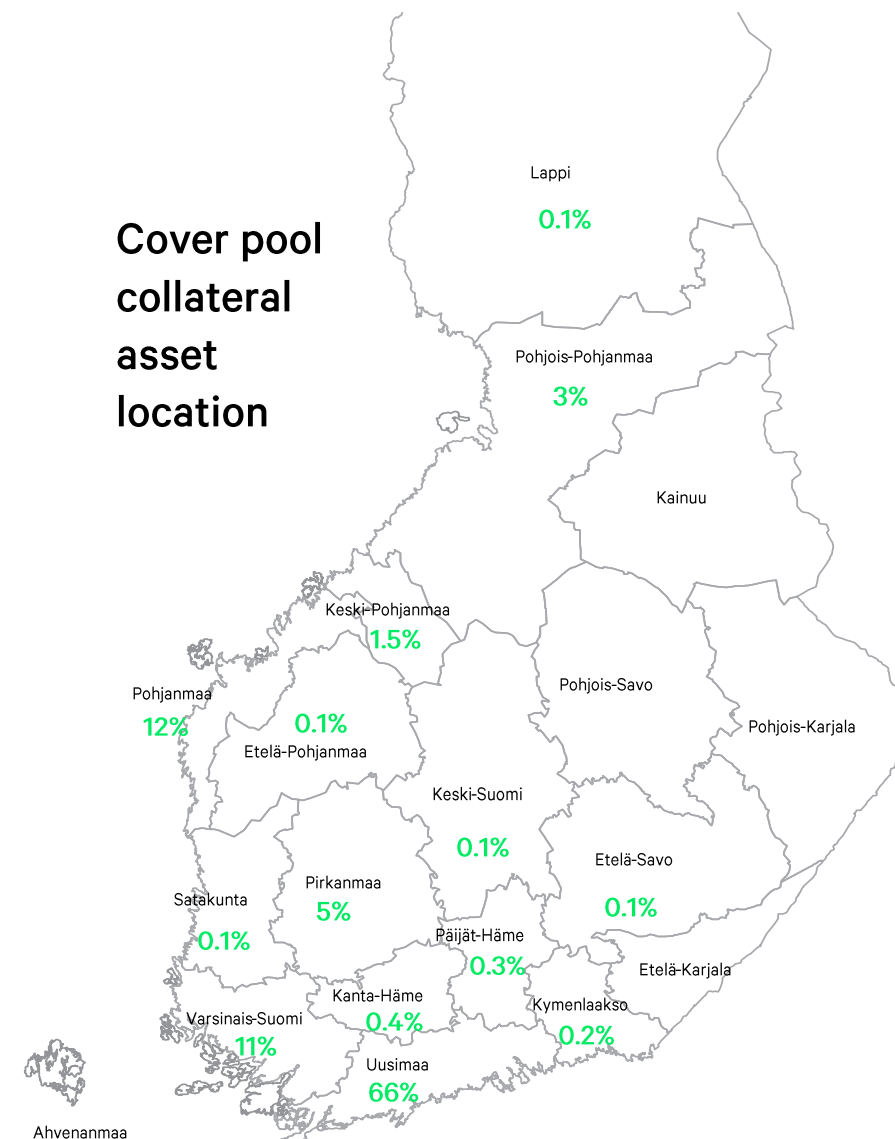 Cover pool
collateral
asset
location
Lappi
0.1%
Pohjois-Pohjanmaa
3%
Kainuu
Keski-Pohjanmaa
1.5%
Pohjois-Savo
Pohjanmaa
12%
0.1%
Etelä-Pohjanmaa
Pohjois-Karjala
Keski-Suomi
0.1%
Etelä-Savo
0.1%
Pirkanmaa
5%
Satakunta
0.1%
Päijät-Häme
0.3%
Etelä-Karjala
Kanta-Häme
0.4%
Kymenlaakso
0.2%
Varsinais-Suomi
11%
Uusimaa
66%
Ahvenanmaa